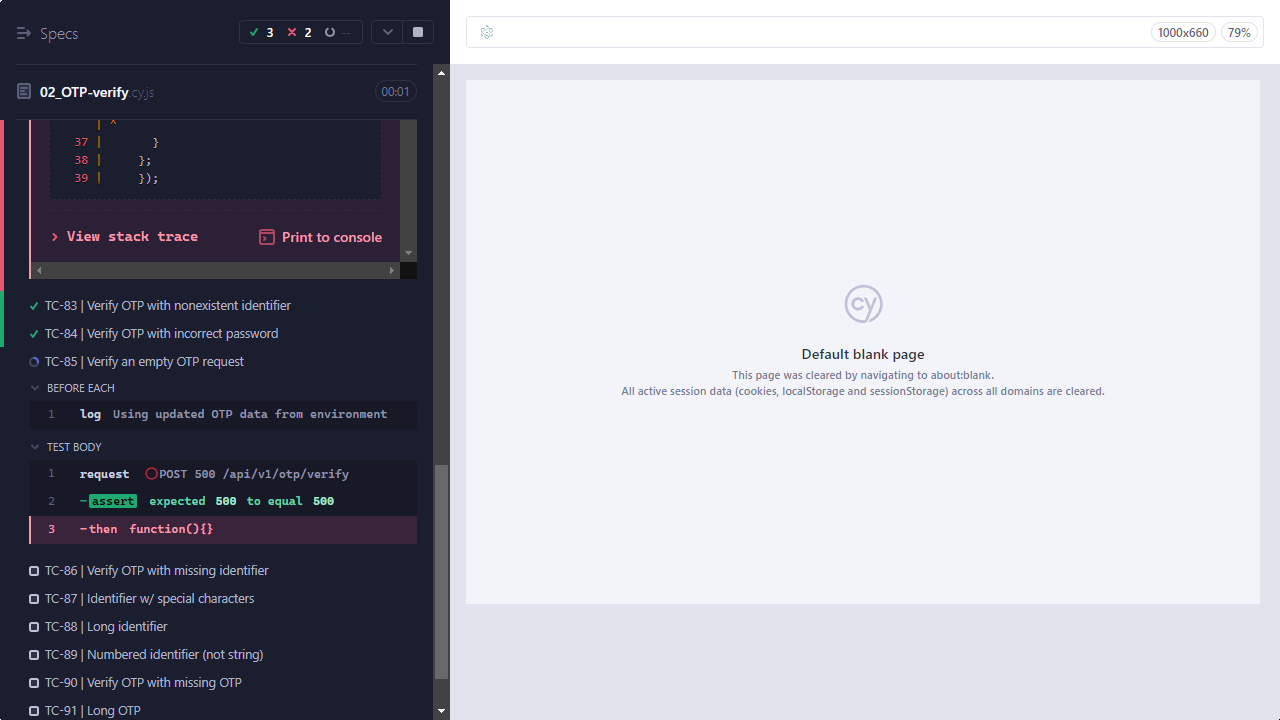 Specs
3 2 --
1000x660 79%
02_OTP-verify.cy.js 00:01
| ^
37 | }
38 | };
39 | });
> View stack trace Print to console
TC-83 | Verify OTP with nonexistent identifier
TC-84 | Verify OTP with incorrect password
TC-85 | Verify an empty OTP request
BEFORE EACH
1 log Using updated OTP data from environment
TEST BODY
1 request POST 500 /api/v1/otp/verify
2 -assert expected 500 to equal 500
3 -then function(){}
TC-86 | Verify OTP with missing identifier
TC-87 | Identifier w/ special characters
TC-88 | Long identifier
TC-89 | Numbered identifier (not string)
TC-90 | Verify OTP with missing OTP
TC-91 | Long OTP
cy
Default blank page
This page was cleared by navigating to about:blank.
All active session data (cookies, localStorage and sessionStorage) across all domains are cleared.